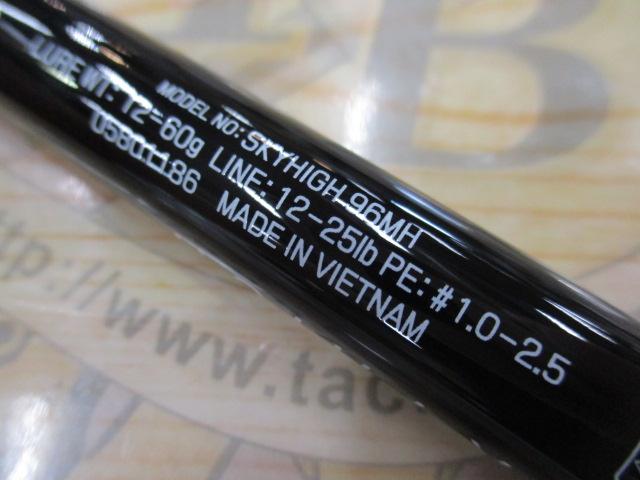 MODEL NO: SKYHIGH 96MH
LURE WT: 12-60g LINE: 12-25lb PE: #1.0-2.5
05801186 MADE IN VIETNAM
B
http://www.tac